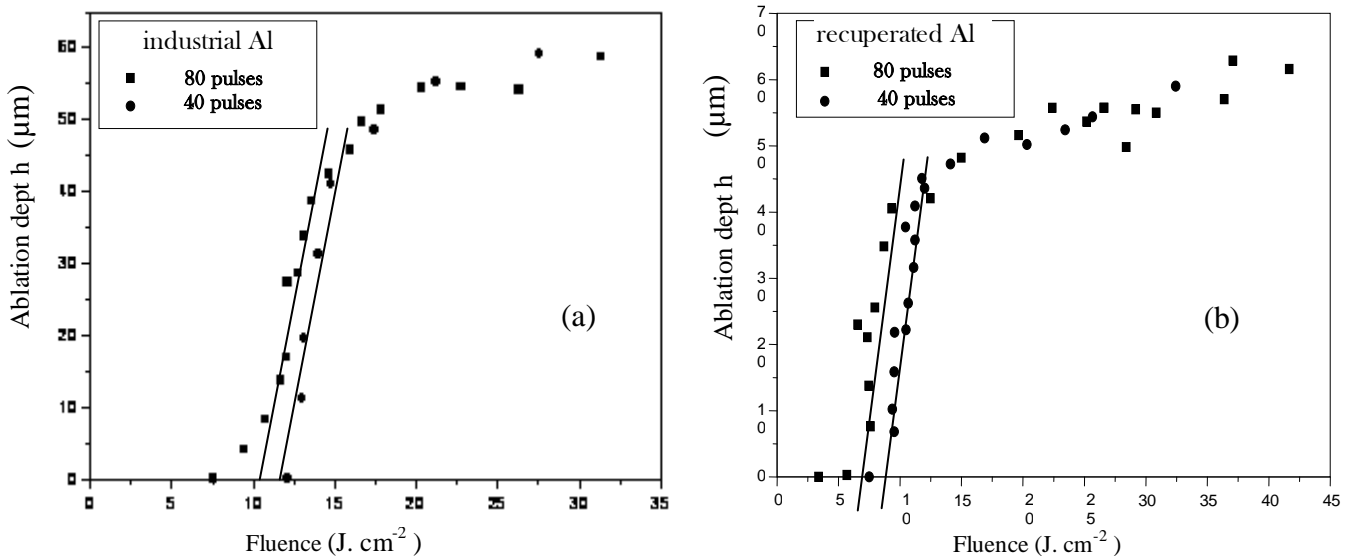 industrial Al
80 pulses
40 pulses
Ablation dept h (μm)
60
50
40
30
20
10
0
(a)
0 5 10 15 20 25 30 35
Fluence (J. cm-2 )
recuperated Al
80 pulses
40 pulses
Ablation dept h (μm)
7
0
6
0
5
0
4
0
3
0
2
0
1
0
0
(b)
0 5 1 15 2 2 30 35 40 45
0 0 5
Fluence (J. cm-2 )